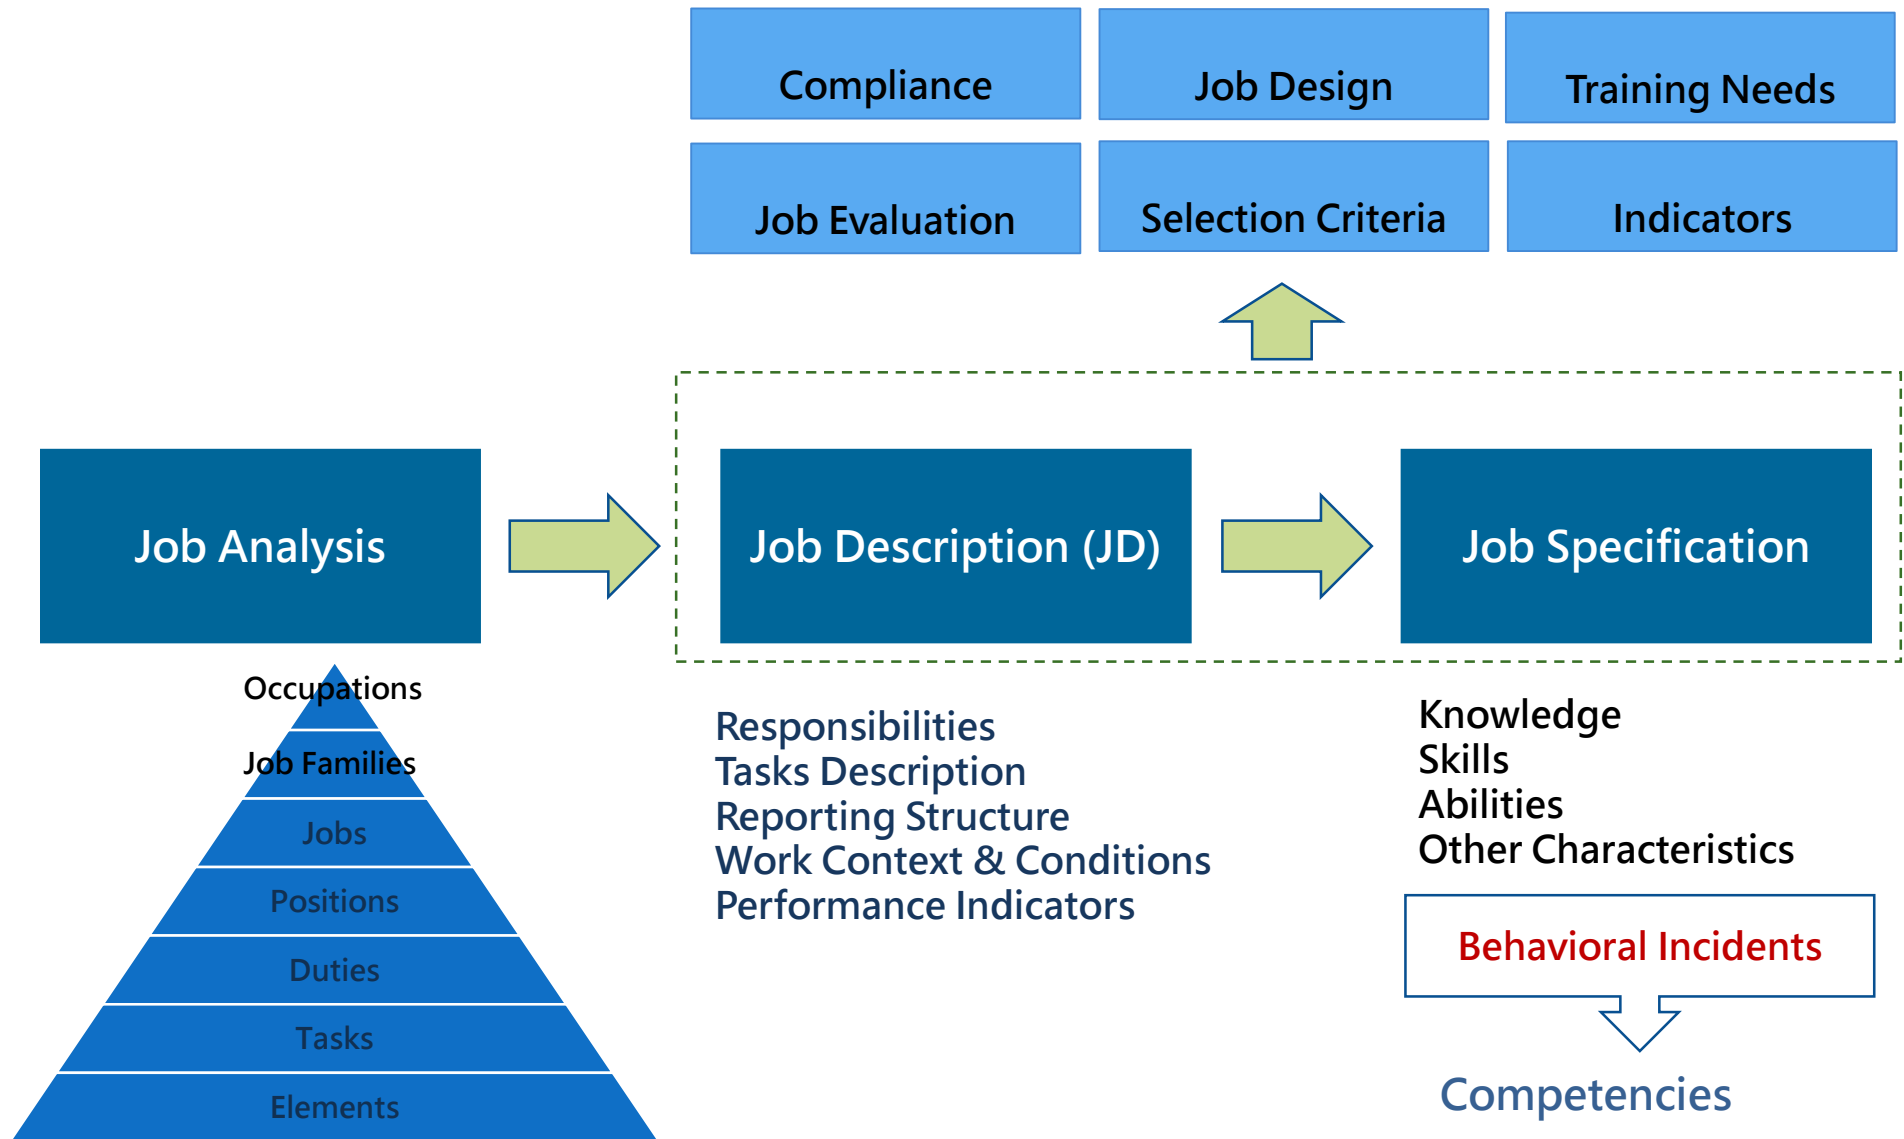 Compliance
Job Design
Training Needs
Job Evaluation
Selection Criteria
Indicators
Job Analysis
Job Description (JD)
Job Specification
Occupations
Job Families
Jobs
Positions
Duties
Tasks
Elements
Responsibilities
Tasks Description
Reporting Structure
Work Context & Conditions
Performance Indicators
Knowledge
Skills
Abilities
Other Characteristics
Behavioral Incidents
Competencies